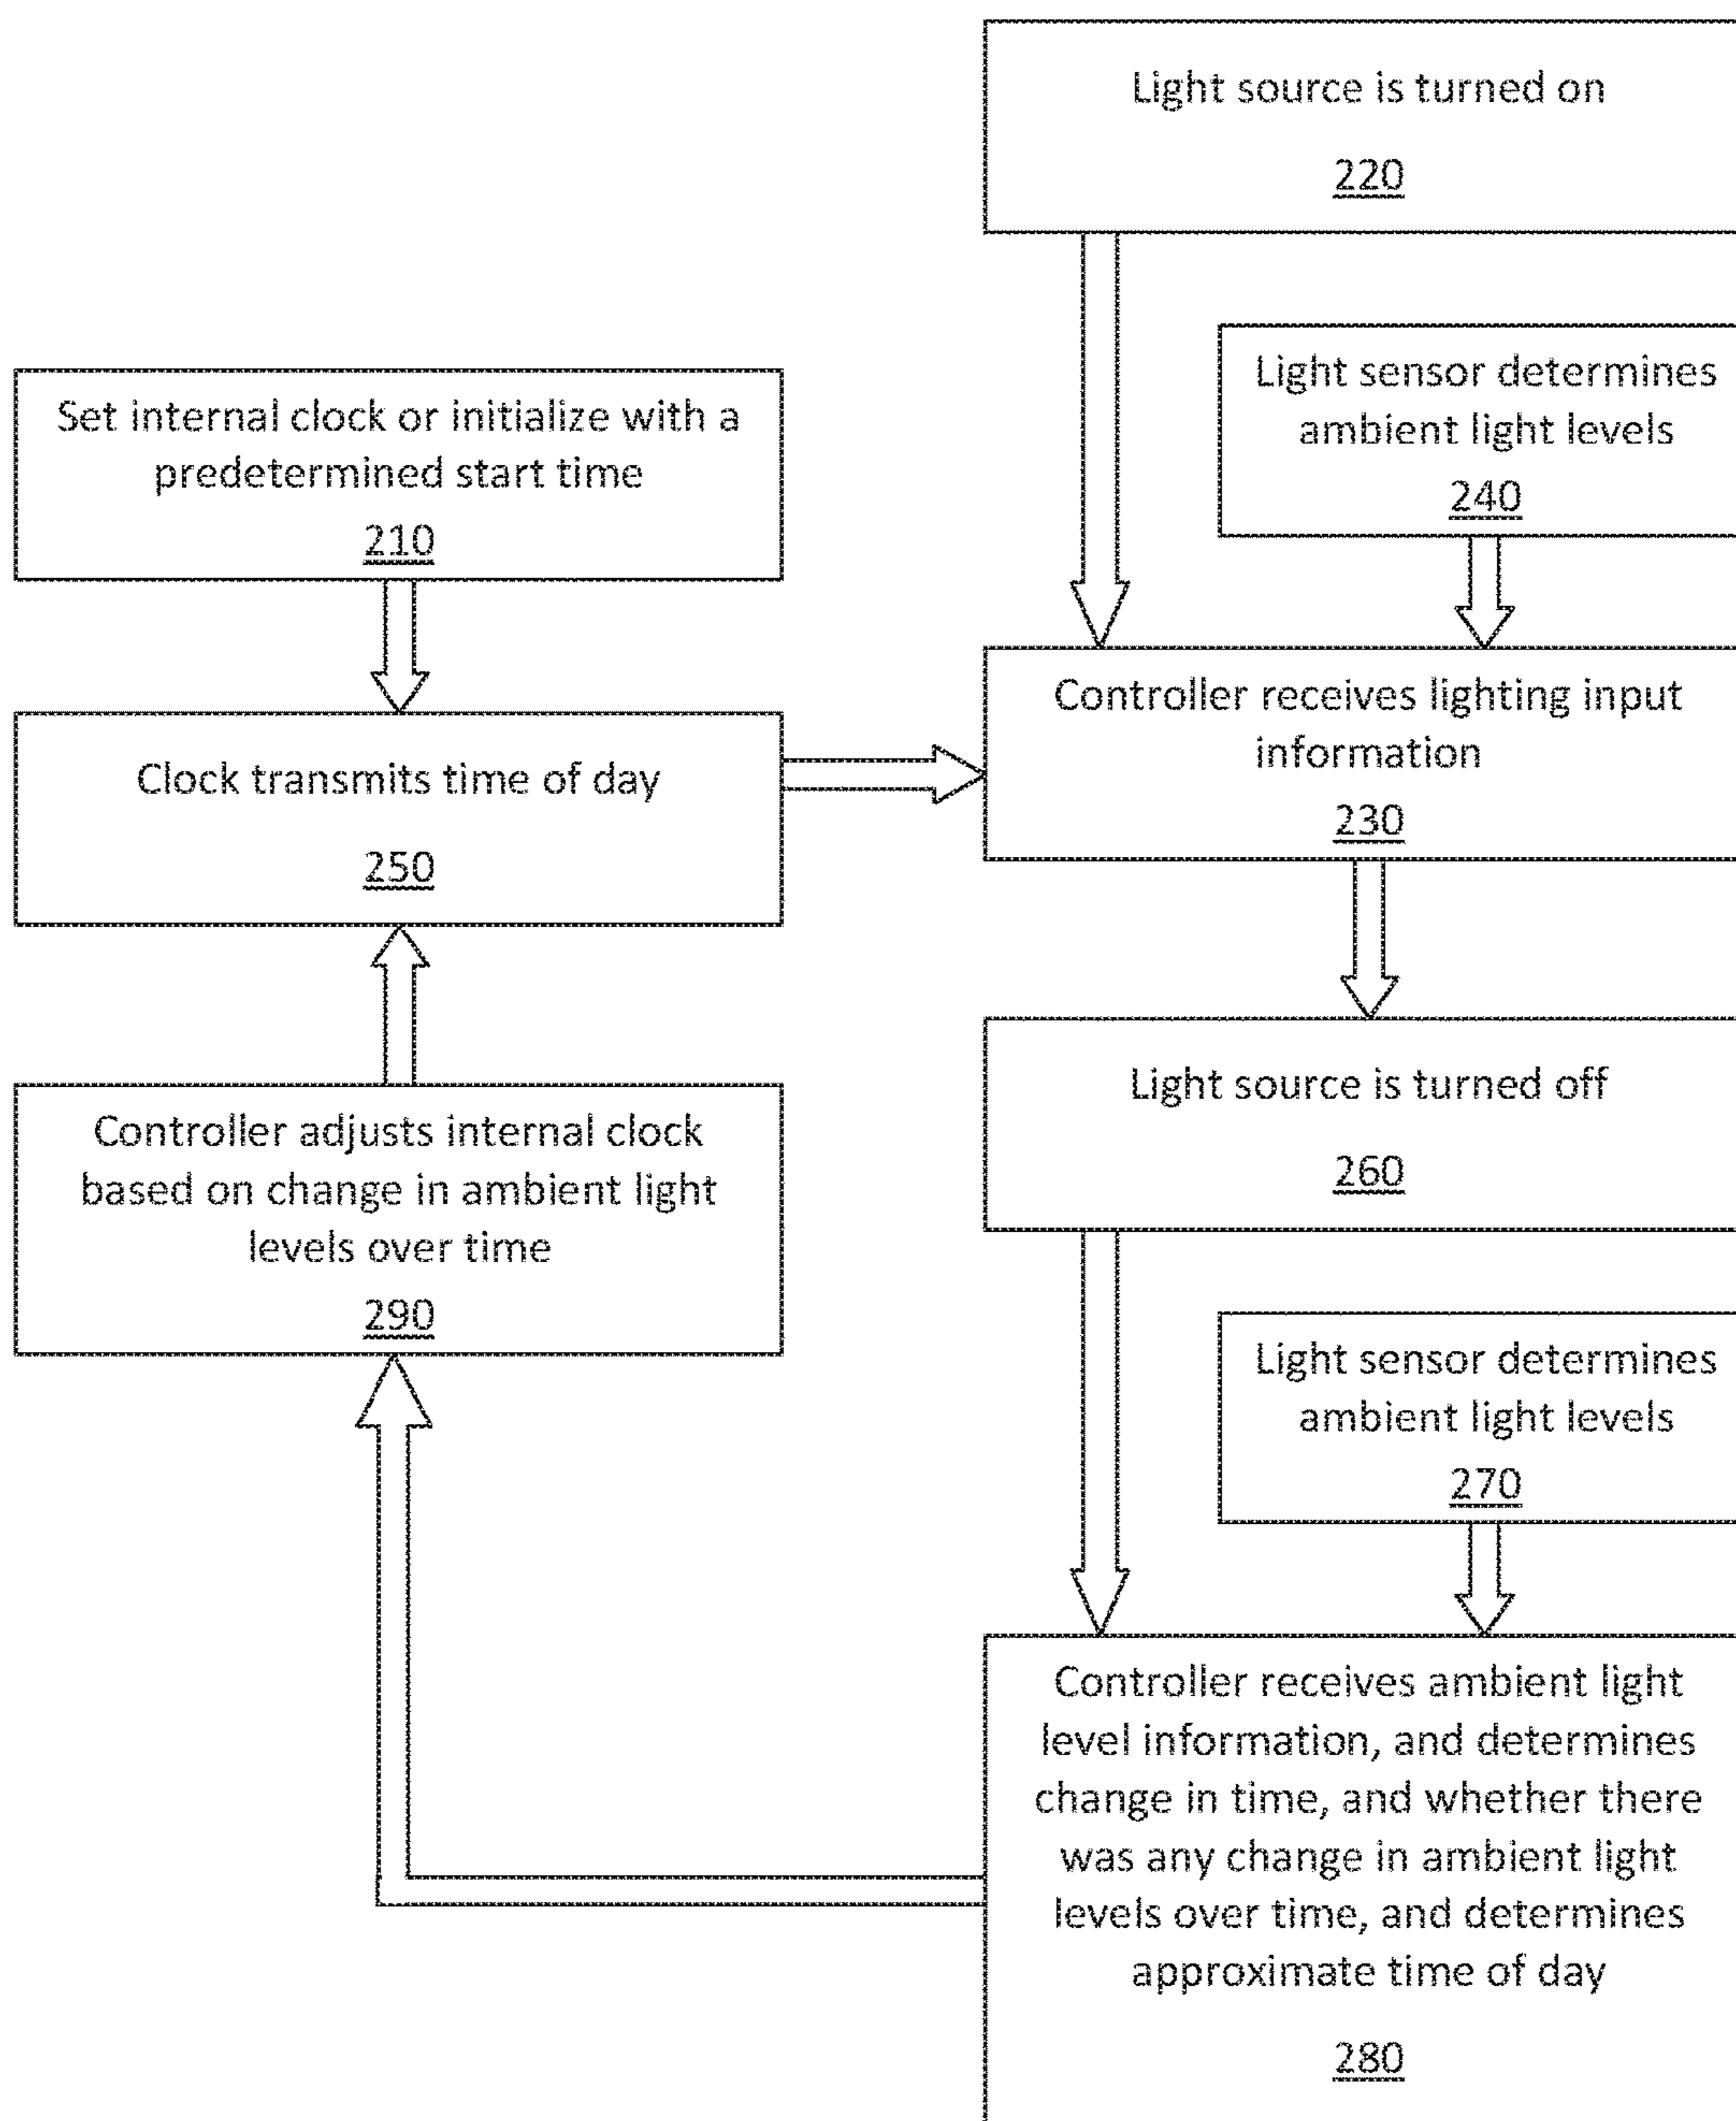 Light source is turned on
220
Light sensor determines
ambient light levels
240
Set internal clock or initialize with a
predetermined start time
210
Controller receives lighting input
information
230
Clock transmits time of day
250
Light source is turned off
260
Controller adjusts internal clock
based on change in ambient light
levels over time
290
Light sensor determines
ambient light levels
270
Controller receives ambient light
level information, and determines
change in time, and whether there
was any change in ambient light
levels over time, and determines
approximate time of day
280